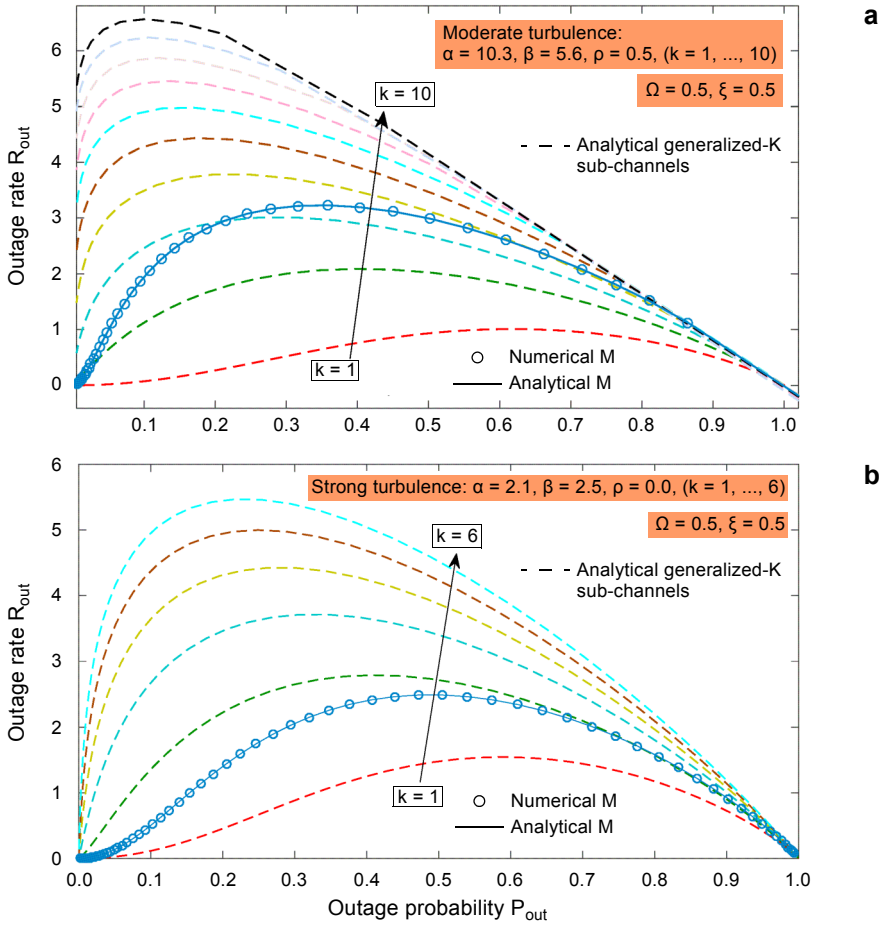 a
Moderate turbulence:
α = 10.3, β = 5.6, ρ = 0.5, (k = 1, ..., 10)
Ω = 0.5, ξ = 0.5
k = 10
Analytical generalized-K
sub-channels
k = 1
Numerical M
Analytical M
Outage rate Rout
6
5
4
3
2
1
0
0.1 0.2 0.3 0.4 0.5 0.6 0.7 0.8 0.9 1.0
b
Strong turbulence: α = 2.1, β = 2.5, ρ = 0.0, (k = 1, ..., 6)
Ω = 0.5, ξ = 0.5
k = 6
Analytical generalized-K
sub-channels
k = 1
Numerical M
Analytical M
Outage rate Rout
6
5
4
3
2
1
0
0.0 0.1 0.2 0.3 0.4 0.5 0.6 0.7 0.8 0.9 1.0
Outage probability Pout